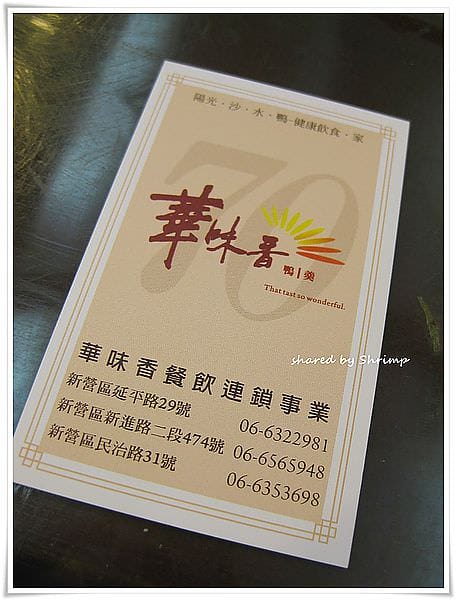 陽光．沙．水．鴨-健康飲食．家
70
華味香
鴨|羹
That tast so wonderful.
shared by Shrimp
華味香餐飲連鎖事業
新營區延平路29號 06-6322981
新營區新進路二段474號 06-6565948
新營區民治路31號 06-6353698